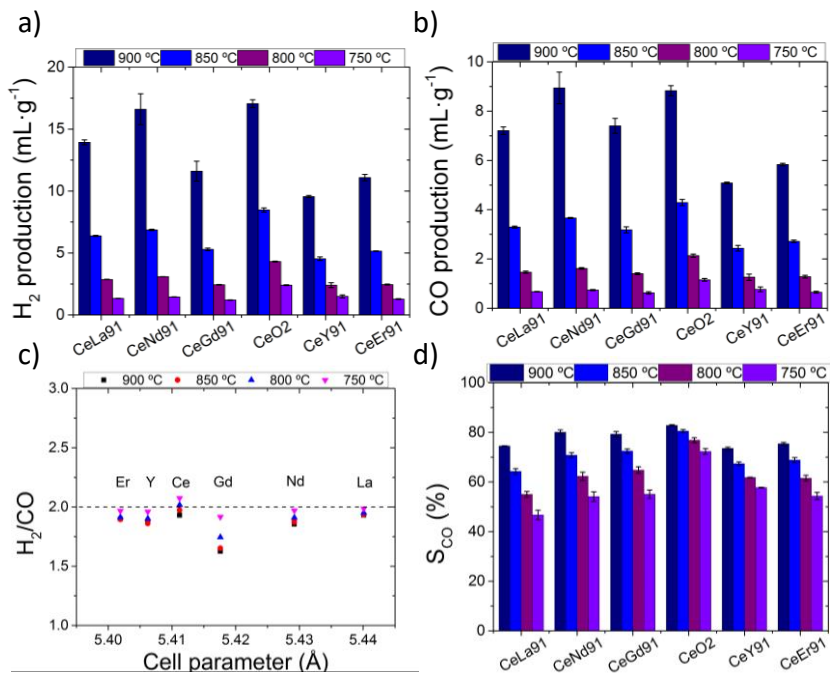 a)
900 ºC 850 ºC 800 ºC 750 ºC
20
15
10
5
0
H₂ production (mL·g⁻¹)
CeLa91 CeNd91 CeGd91 CeO2 CeY91 CeEr91
b)
900 ºC 850 ºC 800 ºC 750 ºC
10
8
6
4
2
0
CO production (mL·g⁻¹)
CeLa91 CeNd91 CeGd91 CeO2 CeY91 CeEr91
c)
900 ºC 850 ºC 800 ºC 750 ºC
3.0
2.5
2.0
1.5
1.0
H₂/CO
Er Y Ce Gd Nd La
5.40 5.41 5.42 5.43 5.44
Cell parameter (Å)
d)
900 ºC 850 ºC 800 ºC 750 ºC
100
80
60
40
20
0
S_CO (%)
CeLa91 CeNd91 CeGd91 CeO2 CeY91 CeEr91